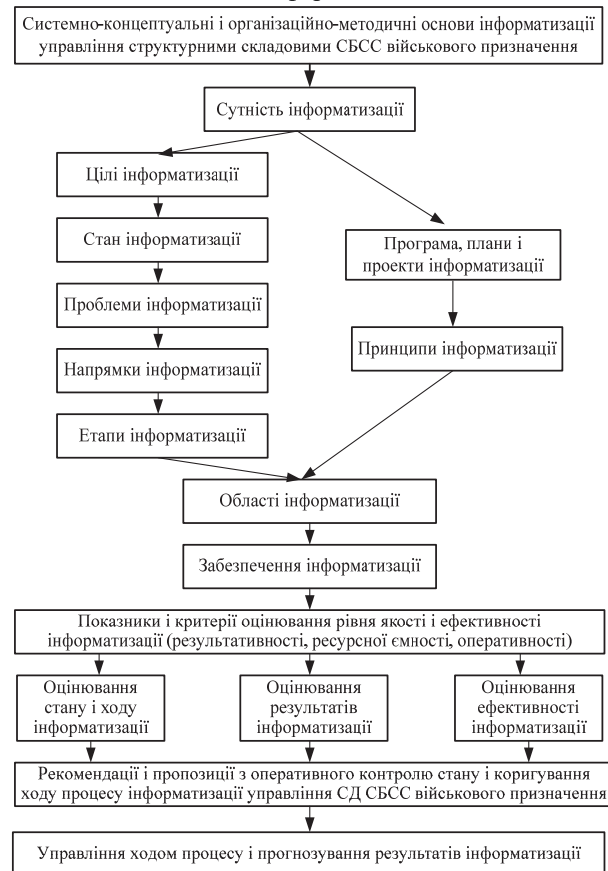 Системно-концептуальні і організаційно-методичні основи інформатизації
управління структурними складовими СБСС військового призначення
Сутність інформатизації
Цілі інформатизації
Стан інформатизації
Проблеми інформатизації
Напрямки інформатизації
Етапи інформатизації
Програма, плани і
проекти інформатизації
Принципи інформатизації
Області інформатизації
Забезпечення інформатизації
Показники і критерії оцінювання рівня якості і ефективності
інформатизації (результативності, ресурсної ємності, оперативності)
Оцінювання
стану і ходу
інформатизації
Оцінювання
результатів
інформатизації
Оцінювання
ефективності
інформатизації
Рекомендації і пропозиції з оперативного контролю стану і коригування
ходу процесу інформатизації управління СД СБСС військового призначення
Управління ходом процесу і прогнозування результатів інформатизації